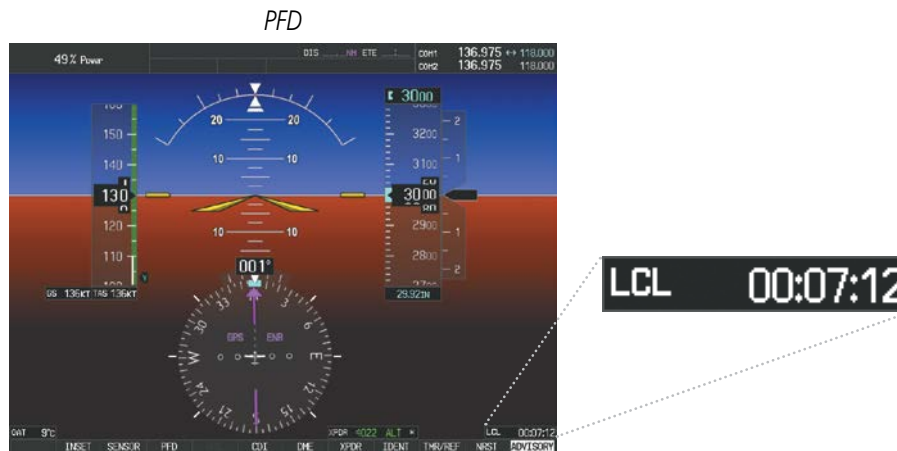 PFD
49% Power
DIS __._NM ETE __:__
COM1 136.975 ↔ 118.000
COM2 136.975 118.000
3000
20 20
10 10
10 10
150
140
130
120
110
3200
3100
3000
2900
2800
2
1
1
2
29.92IN
GS 136KT TAS 136KT
001°
GPS ENR
33
3
6
E
15
S
21
24
W
30
OAT 9°C
XPDR 4022 ALT
LCL 00:07:12
INSET SENSOR PFD CDI DME XPDR IDENT TMR/REF NRST ADVISORY
LCL 00:07:12